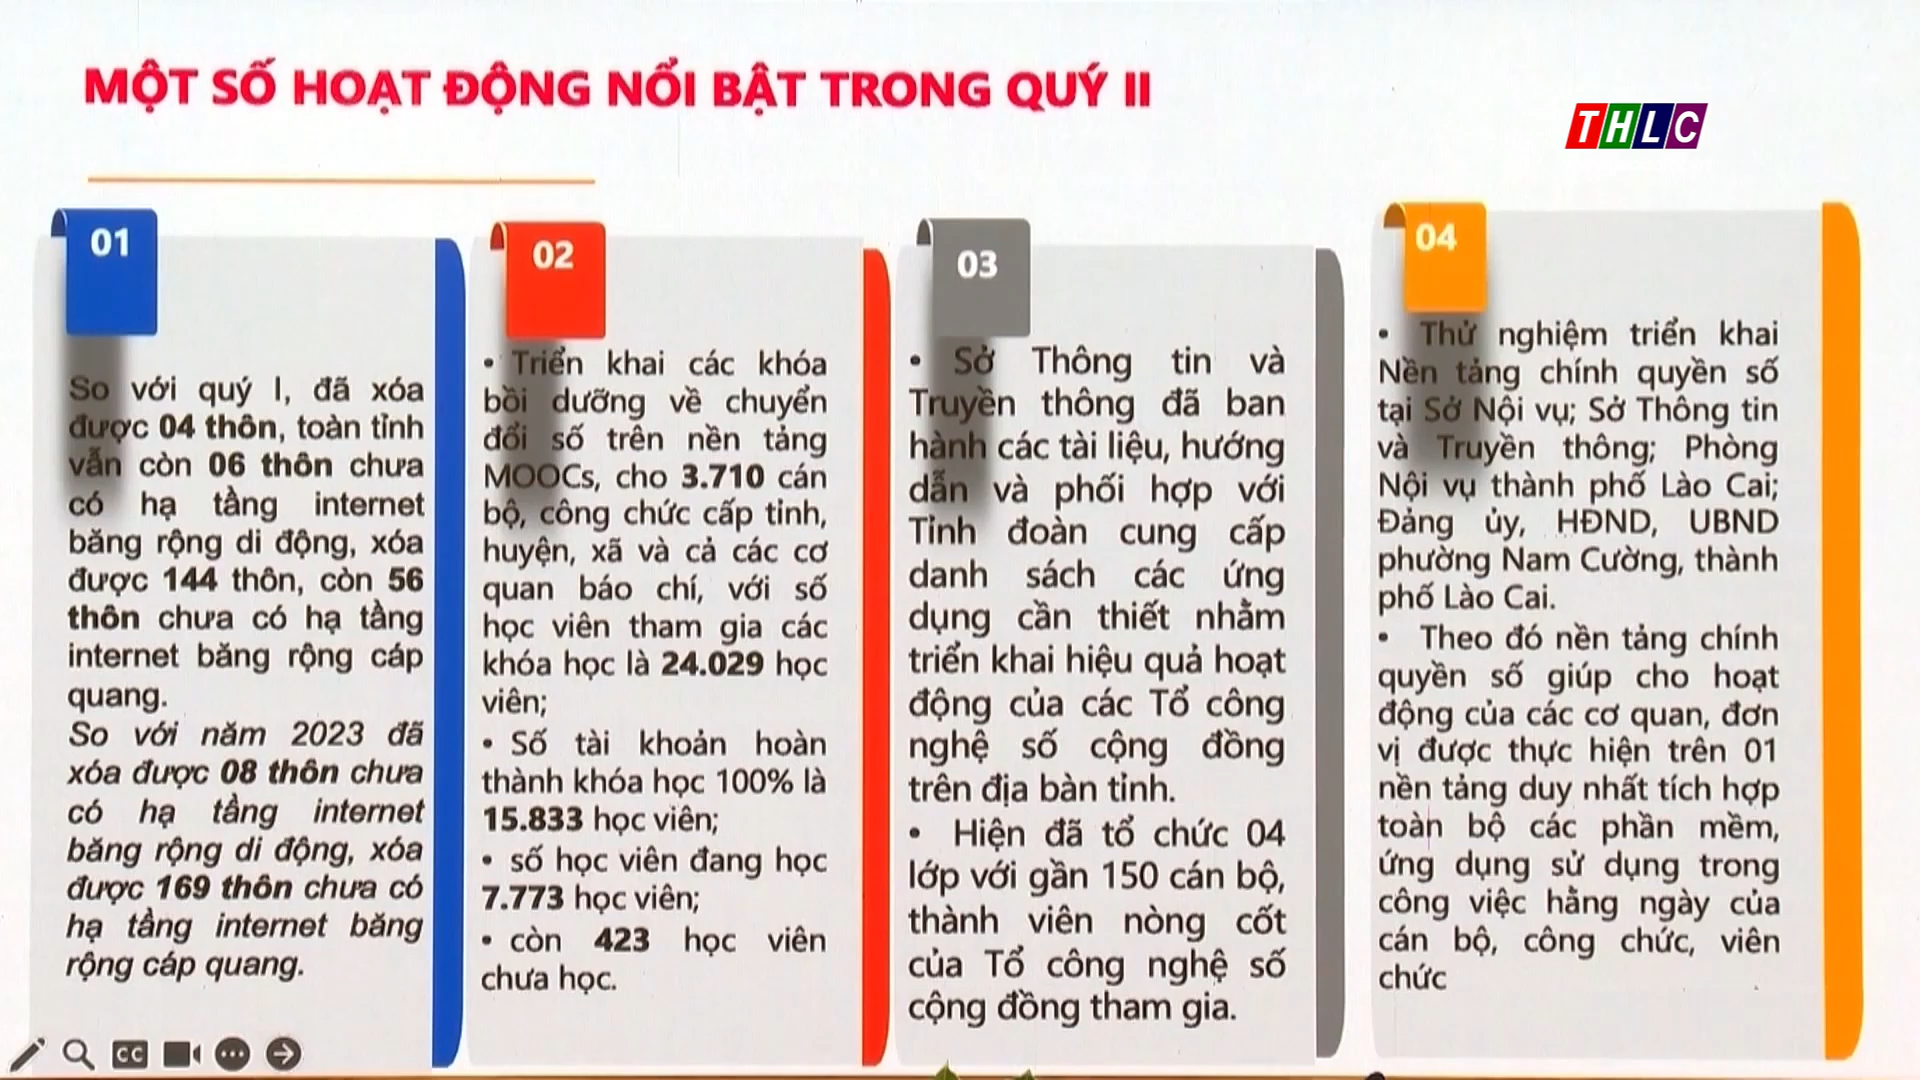 MỘT SỐ HOẠT ĐỘNG NỔI BẬT TRONG QUÝ II
THLC
01
So với quý I, đã xóa
được 04 thôn, toàn tỉnh
vẫn còn 06 thôn chưa
có hạ tầng internet
băng rộng di động, xóa
được 144 thôn, còn 56
thôn chưa có hạ tầng
internet băng rộng cáp
quang.
So với năm 2023 đã
xóa được 08 thôn chưa
có hạ tầng internet
băng rộng di động, xóa
được 169 thôn chưa có
hạ tầng internet băng
rộng cáp quang.
02
• Triển khai các khóa
bồi dưỡng về chuyển
đổi số trên nền tảng
MOOCs, cho 3.710 cán
bộ, công chức cấp tỉnh,
huyện, xã và cả các cơ
quan báo chí, với số
học viên tham gia các
khóa học là 24.029 học
viên;
• Số tài khoản hoàn
thành khóa học 100% là
15.833 học viên;
• số học viên đang học
7.773 học viên;
• còn 423 học viên
chưa học.
03
• Sở Thông tin và
Truyền thông đã ban
hành các tài liệu, hướng
dẫn và phối hợp với
Tỉnh đoàn cung cấp
danh sách các ứng
dụng cần thiết nhằm
triển khai hiệu quả hoạt
động của các Tổ công
nghệ số cộng đồng
trên địa bàn tỉnh.
• Hiện đã tổ chức 04
lớp với gần 150 cán bộ,
thành viên nòng cốt
của Tổ công nghệ số
cộng đồng tham gia.
04
• Thử nghiệm triển khai
Nền tảng chính quyền số
tại Sở Nội vụ; Sở Thông tin
và Truyền thông; Phòng
Nội vụ thành phố Lào Cai;
Đảng ủy, HĐND, UBND
phường Nam Cường, thành
phố Lào Cai.
• Theo đó nền tảng chính
quyền số giúp cho hoạt
động của các cơ quan, đơn
vị được thực hiện trên 01
nền tảng duy nhất tích hợp
toàn bộ các phần mềm,
ứng dụng sử dụng trong
công việc hằng ngày của
cán bộ, công chức, viên
chức
CC